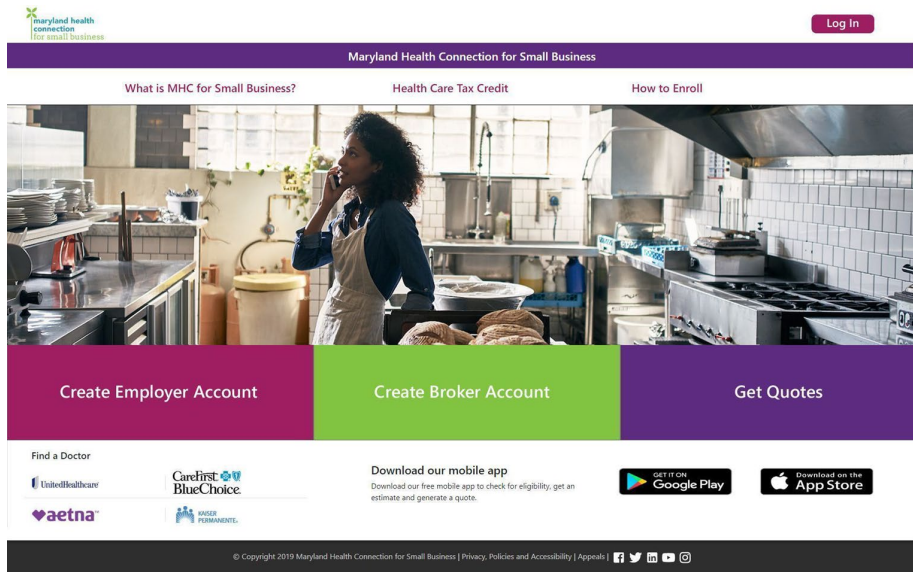 maryland health
connection
for small business
Log In
Maryland Health Connection for Small Business
What is MHC for Small Business?
Health Care Tax Credit
How to Enroll
Create Employer Account
Create Broker Account
Get Quotes
Find a Doctor
UnitedHealthcare
CareFirst
BlueChoice.
aetna™
KAISER
PERMANENTE.
Download our mobile app
Download our free mobile app to check for eligibility, get an
estimate and generate a quote.
GET IT ON
Google Play
Download on the
App Store
© Copyright 2019 Maryland Health Connection for Small Business | Privacy, Policies and Accessibility | Appeals |